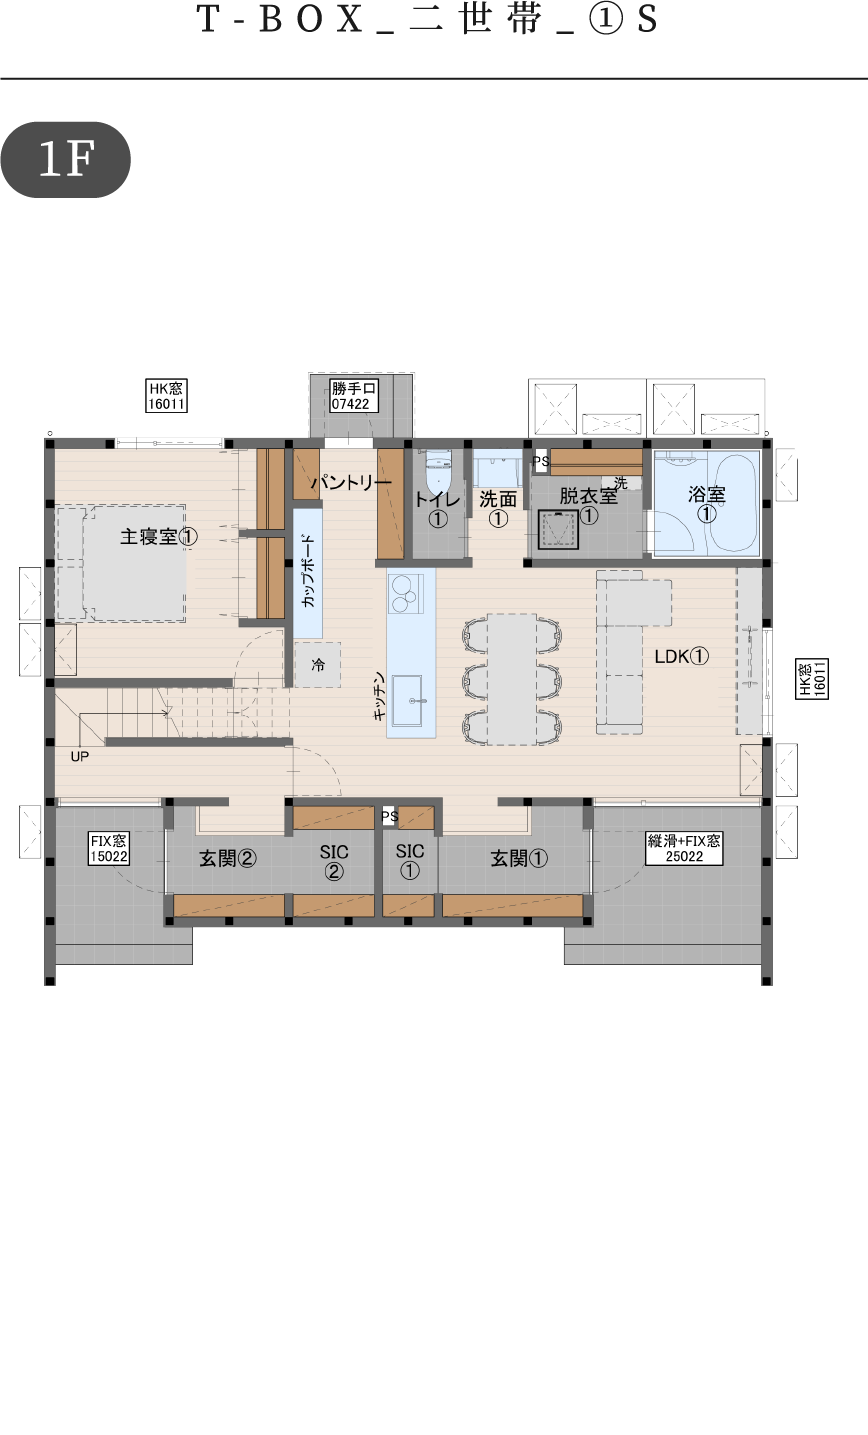 T-BOX_二世帯_①S
1F
HK窓
16011
勝手口
07422
パントリー
PS
洗
トイレ
①
洗面
①
脱衣室
①
浴室
①
主寝室①
カップボード
冷
キッチン
LDK①
HK窓
16011
UP
PS
FIX窓
15022
玄関②
SIC
②
SIC
①
玄関①
縦滑+FIX窓
25022